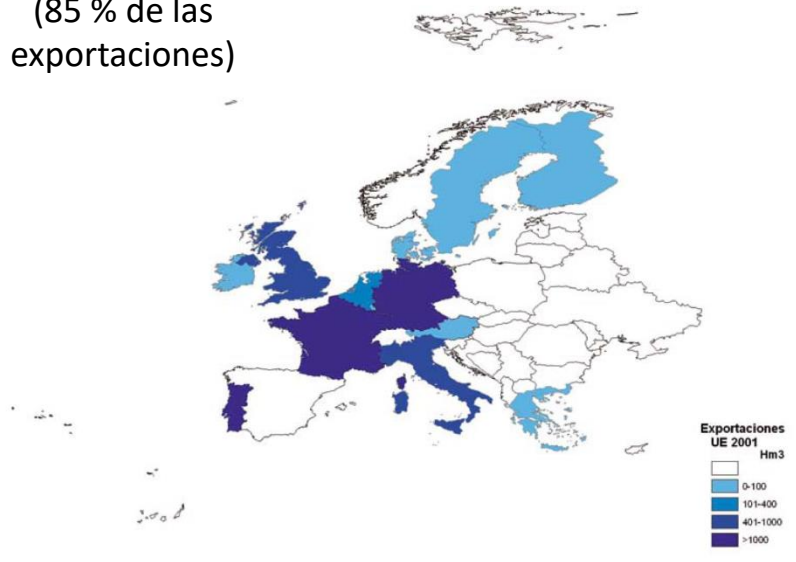 (85 % de las
exportaciones)
Exportaciones
UE 2001
Hm3
0-100
101-400
401-1000
>1000